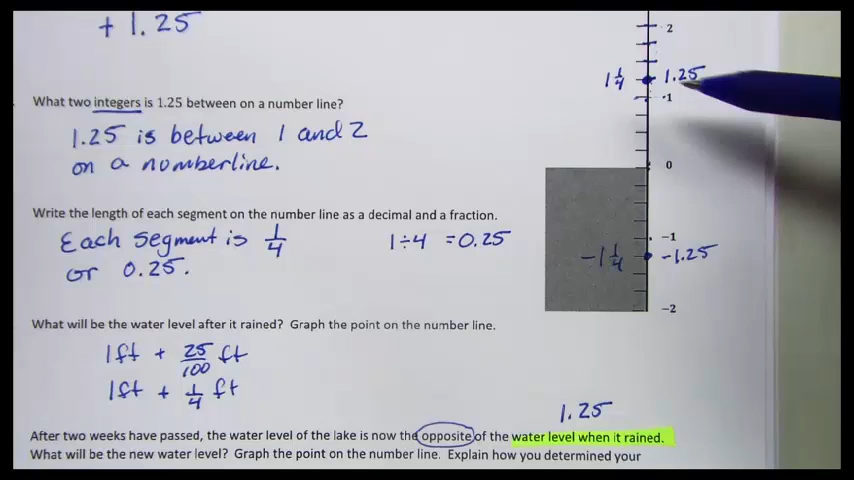 + 1.25
2
1 1/4 1.25
1
What two integers is 1.25 between on a number line?
1.25 is between 1 and 2
on a numberline.
0
Write the length of each segment on the number line as a decimal and a fraction.
Each segment is 1/4 1÷4 = 0.25
or 0.25.
-1
-1 1/4 -1.25
-2
What will be the water level after it rained? Graph the point on the number line.
1ft + 25/100 ft
1ft + 1/4 ft
1.25
After two weeks have passed, the water level of the lake is now the opposite of the water level when it rained.
What will be the new water level? Graph the point on the number line. Explain how you determined your